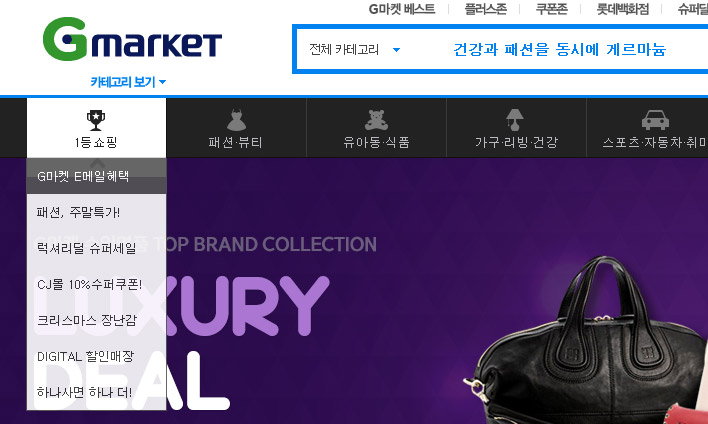 G마켓 베스트 플러스존 쿠폰존 롯데백화점 슈퍼딜
Gmarket
전체 카테고리 건강과 패션을 동시에 게르마늄
카테고리 보기
1등쇼핑 패션·뷰티 유아동·식품 가구·리빙·건강 스포츠·자동차·취미
G마켓 E메일혜택
패션, 주말특가!
럭셔리딜 슈퍼세일
CJ몰 10%수퍼쿠폰!
크리스마스 장난감
DIGITAL 할인매장
하나사면 하나 더!
TOP BRAND COLLECTION
LUXURY
DEAL